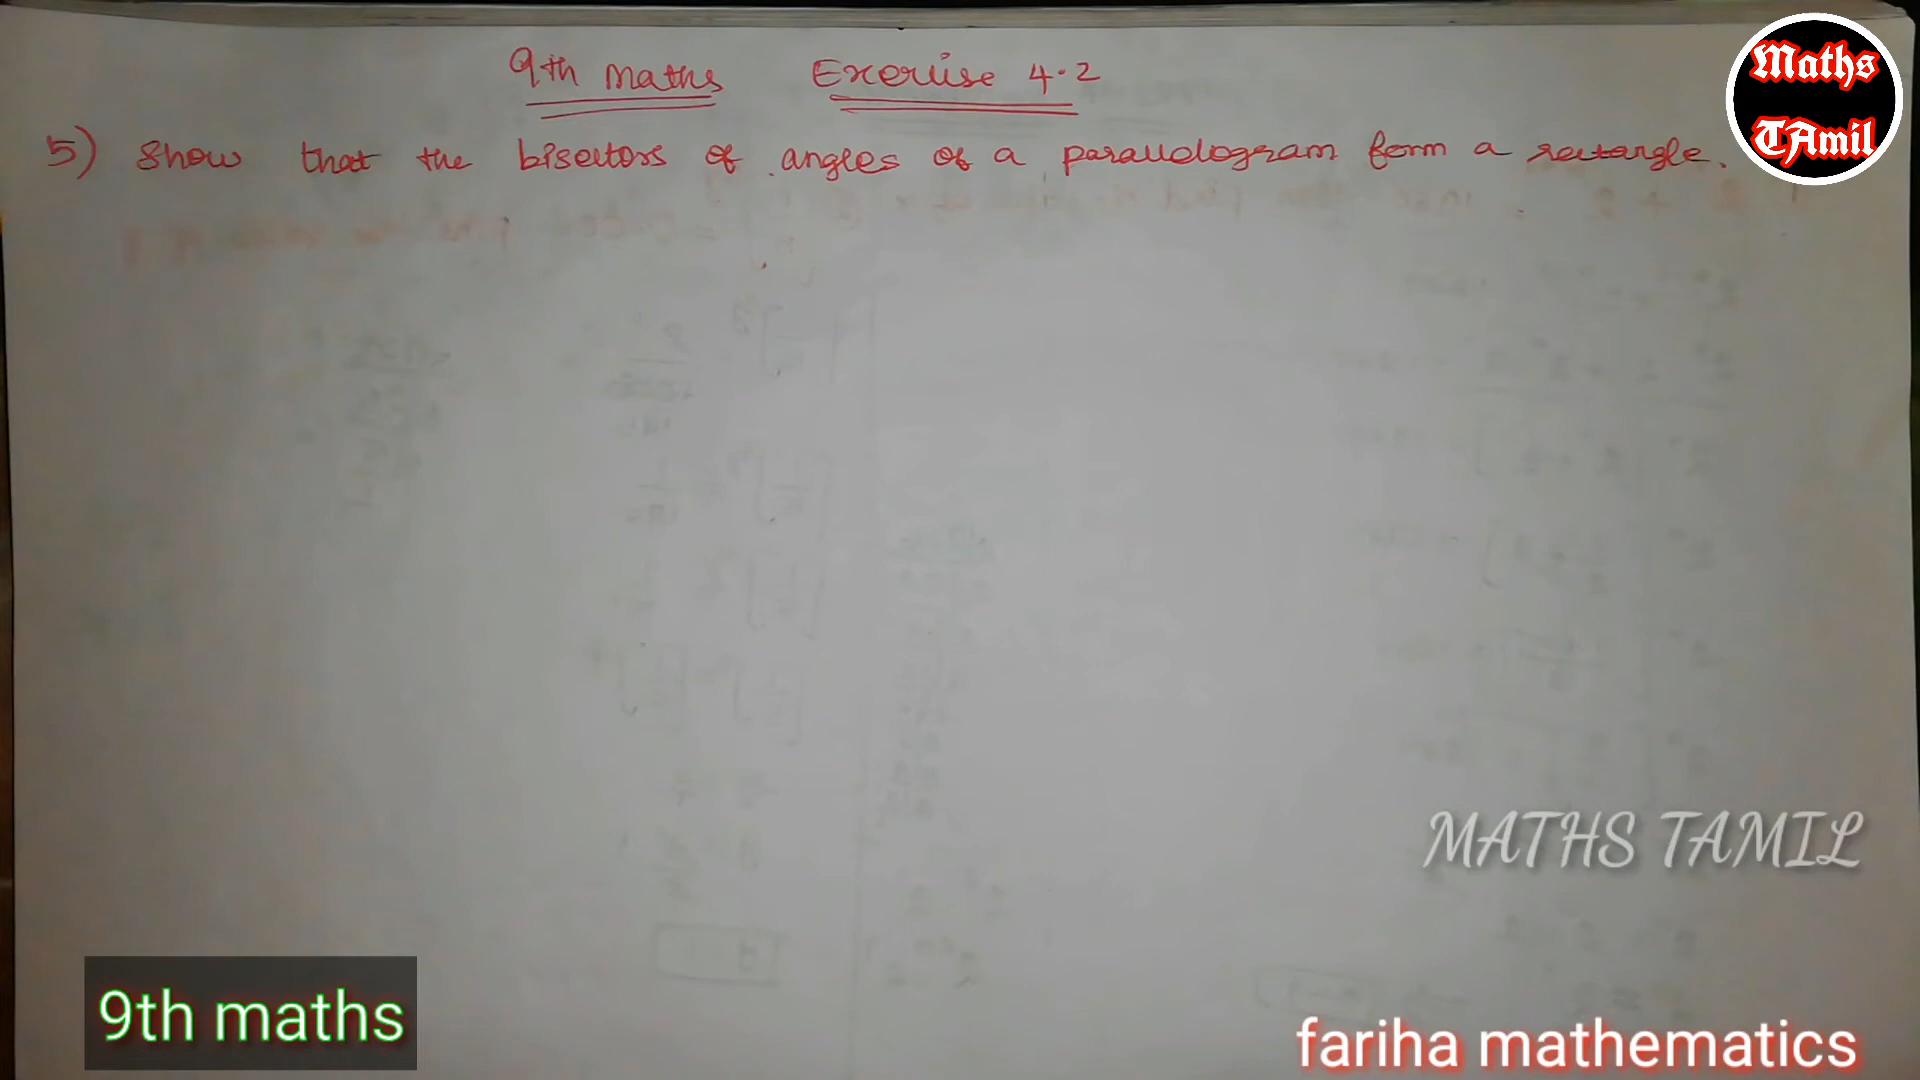 9th maths Exercise 4.2
Maths
TAmil
5) Show that the bisectors of angles of a parallelogram form a rectangle.
MATHS TAMIL
9th maths
fariha mathematics